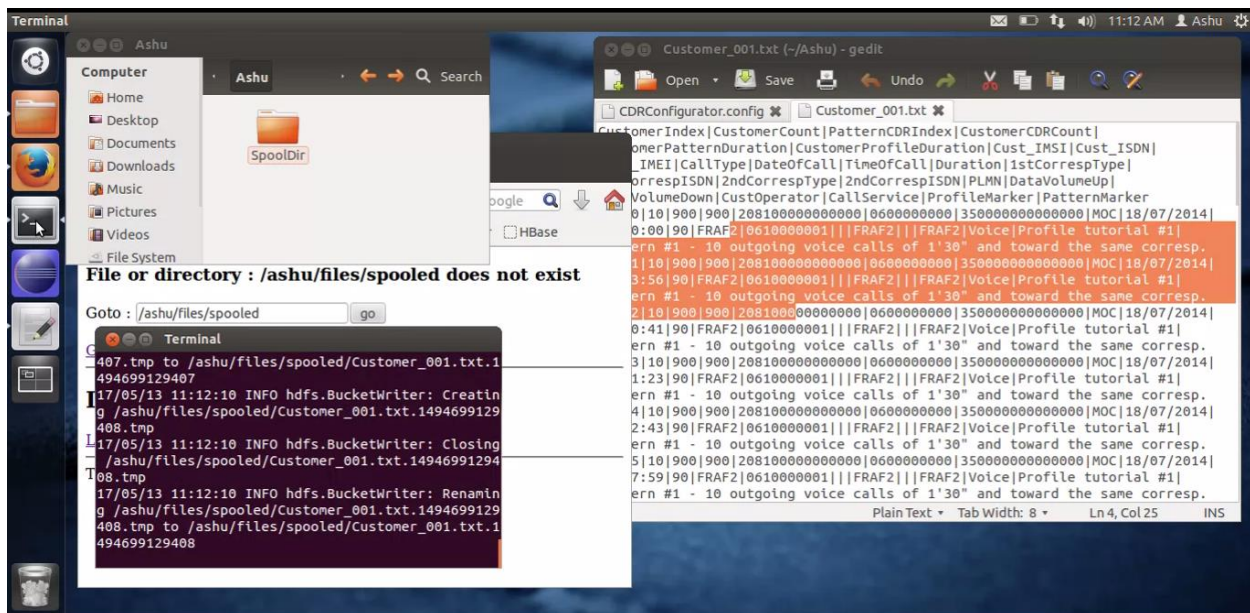 Terminal
11:12 AM
Ashu
Ashu
Computer
Home
Desktop
Documents
Downloads
Music
Pictures
Videos
File System
Ashu
Search
SpoolDir
HBase
File or directory : /ashu/files/spooled does not exist
Goto : /ashu/files/spooled
go
Terminal
407.tmp to /ashu/files/spooled/Customer_001.txt.1
494699129407
17/05/13 11:12:10 INFO hdfs.BucketWriter: Creatin
g /ashu/files/spooled/Customer_001.txt.1494699129
408.tmp
17/05/13 11:12:10 INFO hdfs.BucketWriter: Closing
/ashu/files/spooled/Customer_001.txt.14946991294
08.tmp
17/05/13 11:12:10 INFO hdfs.BucketWriter: Renamin
g /ashu/files/spooled/Customer_001.txt.1494699129
408.tmp to /ashu/files/spooled/Customer_001.txt.1
494699129408
Customer_001.txt (~/Ashu) - gedit
Open
Save
Undo
CDRConfigurator.config
Customer_001.txt
CustomerIndex|CustomerCount|PatternCDRIndex|CustomerCDRCount|
omerPatternDuration|CustomerProfileDuration|Cust_IMSI|Cust_ISDN|
_IMEI|CallType|DateOfCall|TimeOfCall|Duration|1stCorrespType|
orrespISDN|2ndCorrespType|2ndCorrespISDN|PLMN|DataVolumeUp|
VolumeDown|CustOperator|CallService|ProfileMarker|PatternMarker
0|10|900|900|208100000000000|0600000000|350000000000000|MOC|18/07/2014|
0:00|90|FRAF2|0610000001|||FRAF2|||FRAF2|Voice|Profile tutorial #1|
ern #1 - 10 outgoing voice calls of 1'30" and toward the same corresp.
1|10|900|900|208100000000000|0600000000|350000000000000|MOC|18/07/2014|
3:56|90|FRAF2|0610000001|||FRAF2|||FRAF2|Voice|Profile tutorial #1|
ern #1 - 10 outgoing voice calls of 1'30" and toward the same corresp.
2|10|900|900|208100000000000|0600000000|350000000000000|MOC|18/07/2014|
0:41|90|FRAF2|0610000001|||FRAF2|||FRAF2|Voice|Profile tutorial #1|
ern #1 - 10 outgoing voice calls of 1'30" and toward the same corresp.
3|10|900|900|208100000000000|0600000000|350000000000000|MOC|18/07/2014|
1:23|90|FRAF2|0610000001|||FRAF2|||FRAF2|Voice|Profile tutorial #1|
ern #1 - 10 outgoing voice calls of 1'30" and toward the same corresp.
4|10|900|900|208100000000000|0600000000|350000000000000|MOC|18/07/2014|
2:43|90|FRAF2|0610000001|||FRAF2|||FRAF2|Voice|Profile tutorial #1|
ern #1 - 10 outgoing voice calls of 1'30" and toward the same corresp.
5|10|900|900|208100000000000|0600000000|350000000000000|MOC|18/07/2014|
7:59|90|FRAF2|0610000001|||FRAF2|||FRAF2|Voice|Profile tutorial #1|
ern #1 - 10 outgoing voice calls of 1'30" and toward the same corresp.
Plain Text
Tab Width: 8
Ln 4, Col 25
INS